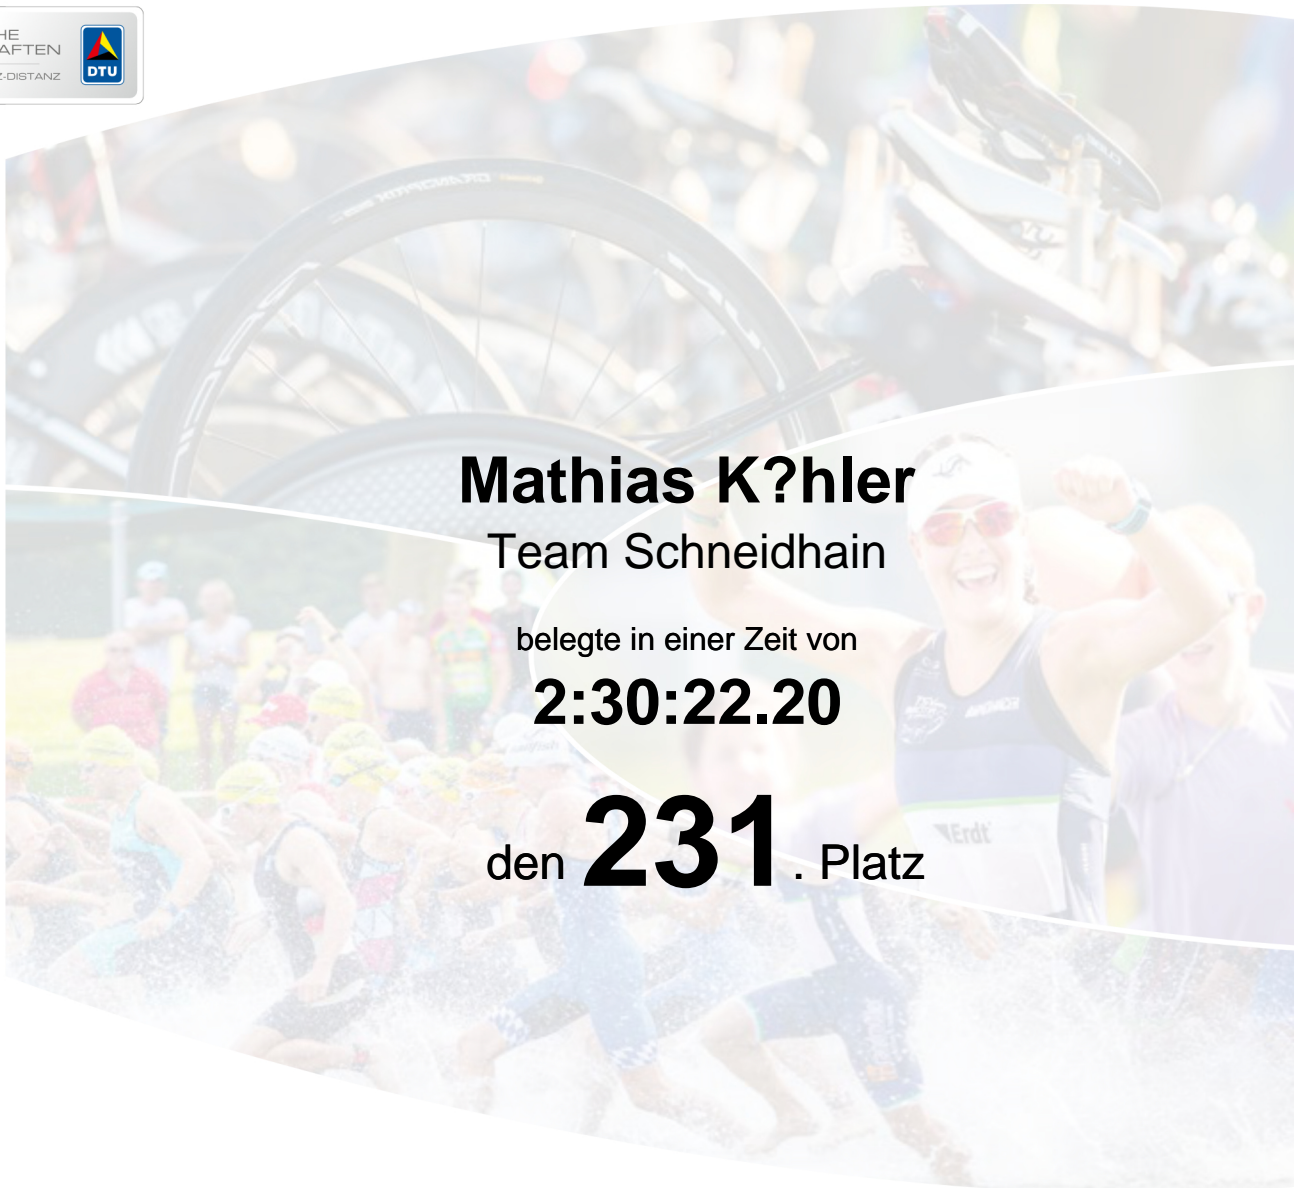 HE
AFTEN
Z-DISTANZ
DTU
Mathias K?hler
Team Schneidhain
belegte in einer Zeit von
2:30:22.20
den 231. Platz
Erdt